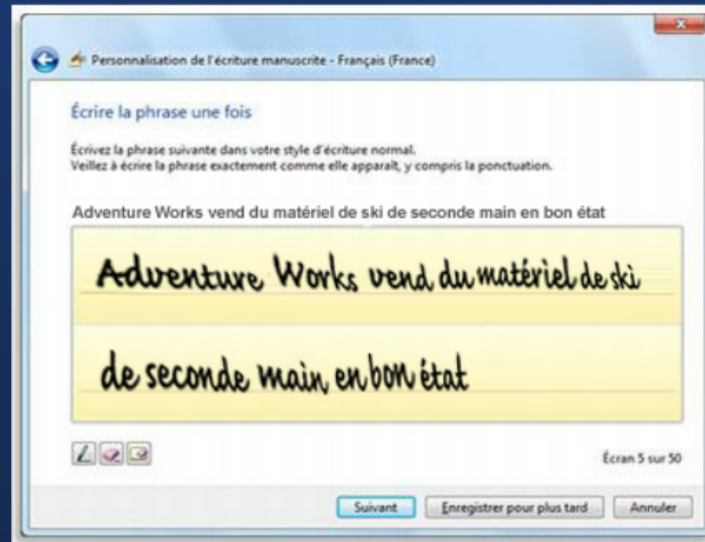 Personnalisation de l'écriture manuscrite - Français (France)
Écrire la phrase une fois
Écrivez la phrase suivante dans votre style d'écriture normal.
Veillez à écrire la phrase exactement comme elle apparaît, y compris la ponctuation.
Adventure Works vend du matériel de ski de seconde main en bon état
Adventure Works vend du matériel de ski
de seconde main en bon état
Écran 5 sur 50
Suivant Enregistrer pour plus tard Annuler